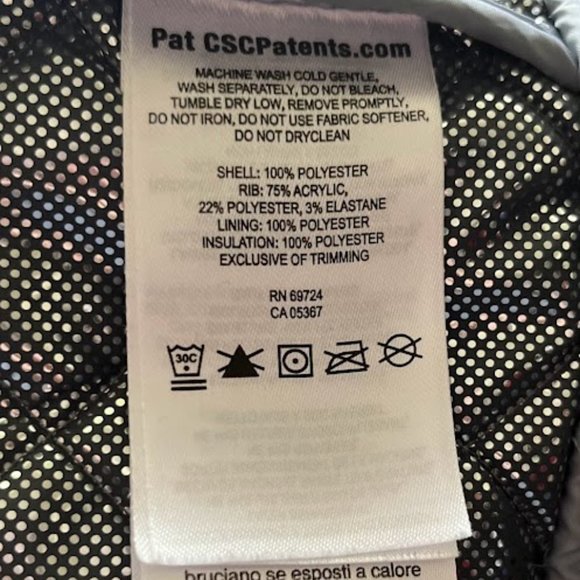 Pat CSCPatents.com
MACHINE WASH COLD GENTLE,
WASH SEPARATELY, DO NOT BLEACH,
TUMBLE DRY LOW, REMOVE PROMPTLY,
DO NOT IRON, DO NOT USE FABRIC SOFTENER,
DO NOT DRYCLEAN
SHELL: 100% POLYESTER
RIB: 75% ACRYLIC,
22% POLYESTER, 3% ELASTANE
LINING: 100% POLYESTER
INSULATION: 100% POLYESTER
EXCLUSIVE OF TRIMMING
RN 69724
CA 05367
30C
bruciano se esposti a calore